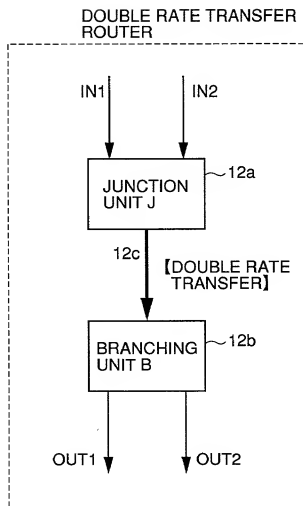 DOUBLE RATE TRANSFER
ROUTER
IN1
IN2
JUNCTION
UNIT J
12a
12c
【DOUBLE RATE
TRANSFER】
BRANCHING
UNIT B
12b
OUT1
OUT2